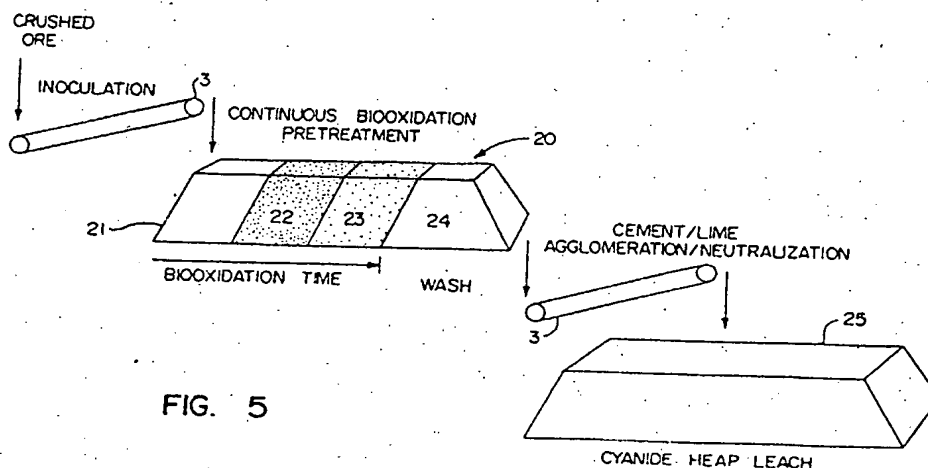 CRUSHED
ORE
INOCULATION
3
CONTINUOUS BIOOXIDATION
PRETREATMENT
20
21
22
23
24
BIOOXIDATION TIME
WASH
CEMENT/LIME
AGGLOMERATION/NEUTRALIZATION
3
25
FIG. 5
CYANIDE HEAP LEACH